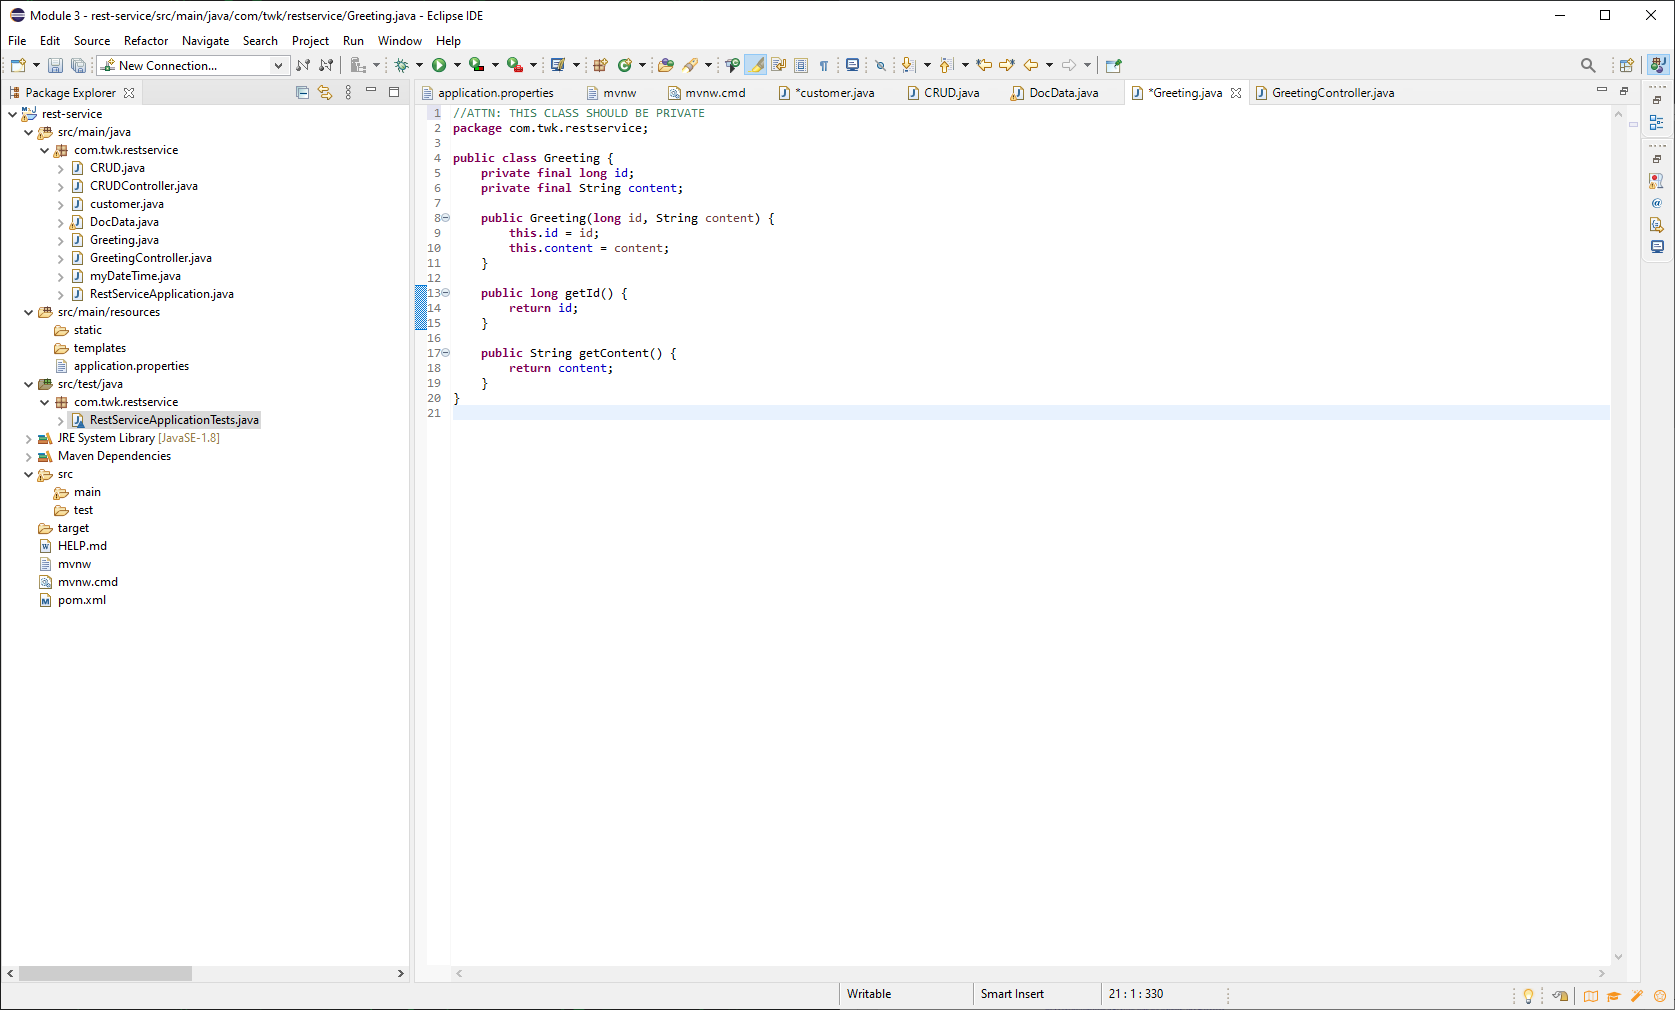 Module 3 - rest-service/src/main/java/com/twk/restservice/Greeting.java - Eclipse IDE
File Edit Source Refactor Navigate Search Project Run Window Help
New Connection...
Package Explorer
application.properties mvnw mvnw.cmd *customer.java CRUD.java DocData.java *Greeting.java GreetingController.java
rest-service
src/main/java
com.twk.restservice
CRUD.java
CRUDController.java
customer.java
DocData.java
Greeting.java
GreetingController.java
myDateTime.java
RestServiceApplication.java
src/main/resources
static
templates
application.properties
src/test/java
com.twk.restservice
RestServiceApplicationTests.java
JRE System Library [JavaSE-1.8]
Maven Dependencies
src
main
test
target
HELP.md
mvnw
mvnw.cmd
pom.xml
1 //ATTN: THIS CLASS SHOULD BE PRIVATE
2 package com.twk.restservice;
3
4 public class Greeting {
5 private final long id;
6 private final String content;
7
8 public Greeting(long id, String content) {
9 this.id = id;
10 this.content = content;
11 }
12
13 public long getId() {
14 return id;
15 }
16
17 public String getContent() {
18 return content;
19 }
20 }
21
Writable Smart Insert 21 : 1 : 330